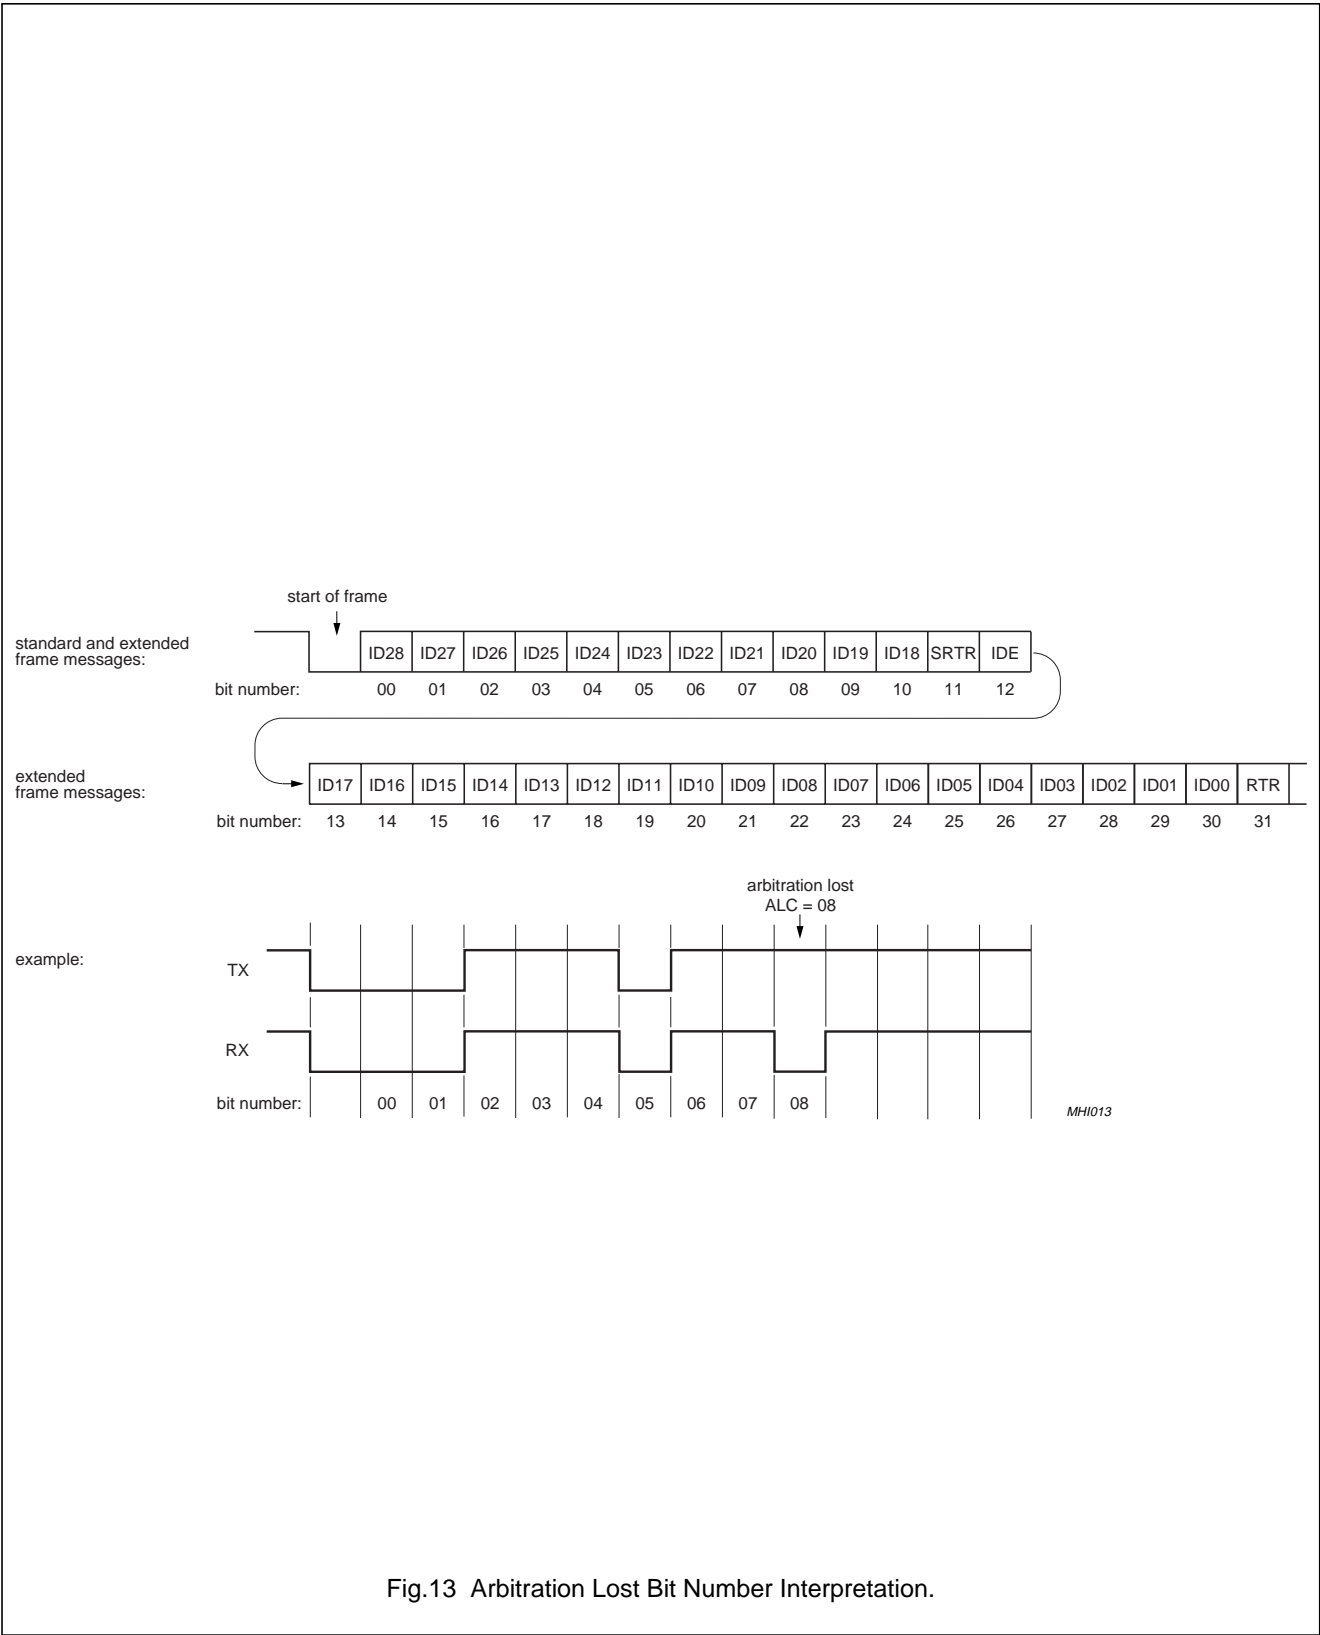 start of frame
standard and extended
frame messages:
ID28 ID27 ID26 ID25 ID24 ID23 ID22 ID21 ID20 ID19 ID18 SRTR IDE
bit number: 00 01 02 03 04 05 06 07 08 09 10 11 12
extended
frame messages:
ID17 ID16 ID15 ID14 ID13 ID12 ID11 ID10 ID09 ID08 ID07 ID06 ID05 ID04 ID03 ID02 ID01 ID00 RTR
bit number: 13 14 15 16 17 18 19 20 21 22 23 24 25 26 27 28 29 30 31
arbitration lost
ALC = 08
example:
TX
RX
bit number: 00 01 02 03 04 05 06 07 08
MHI013
Fig.13 Arbitration Lost Bit Number Interpretation.